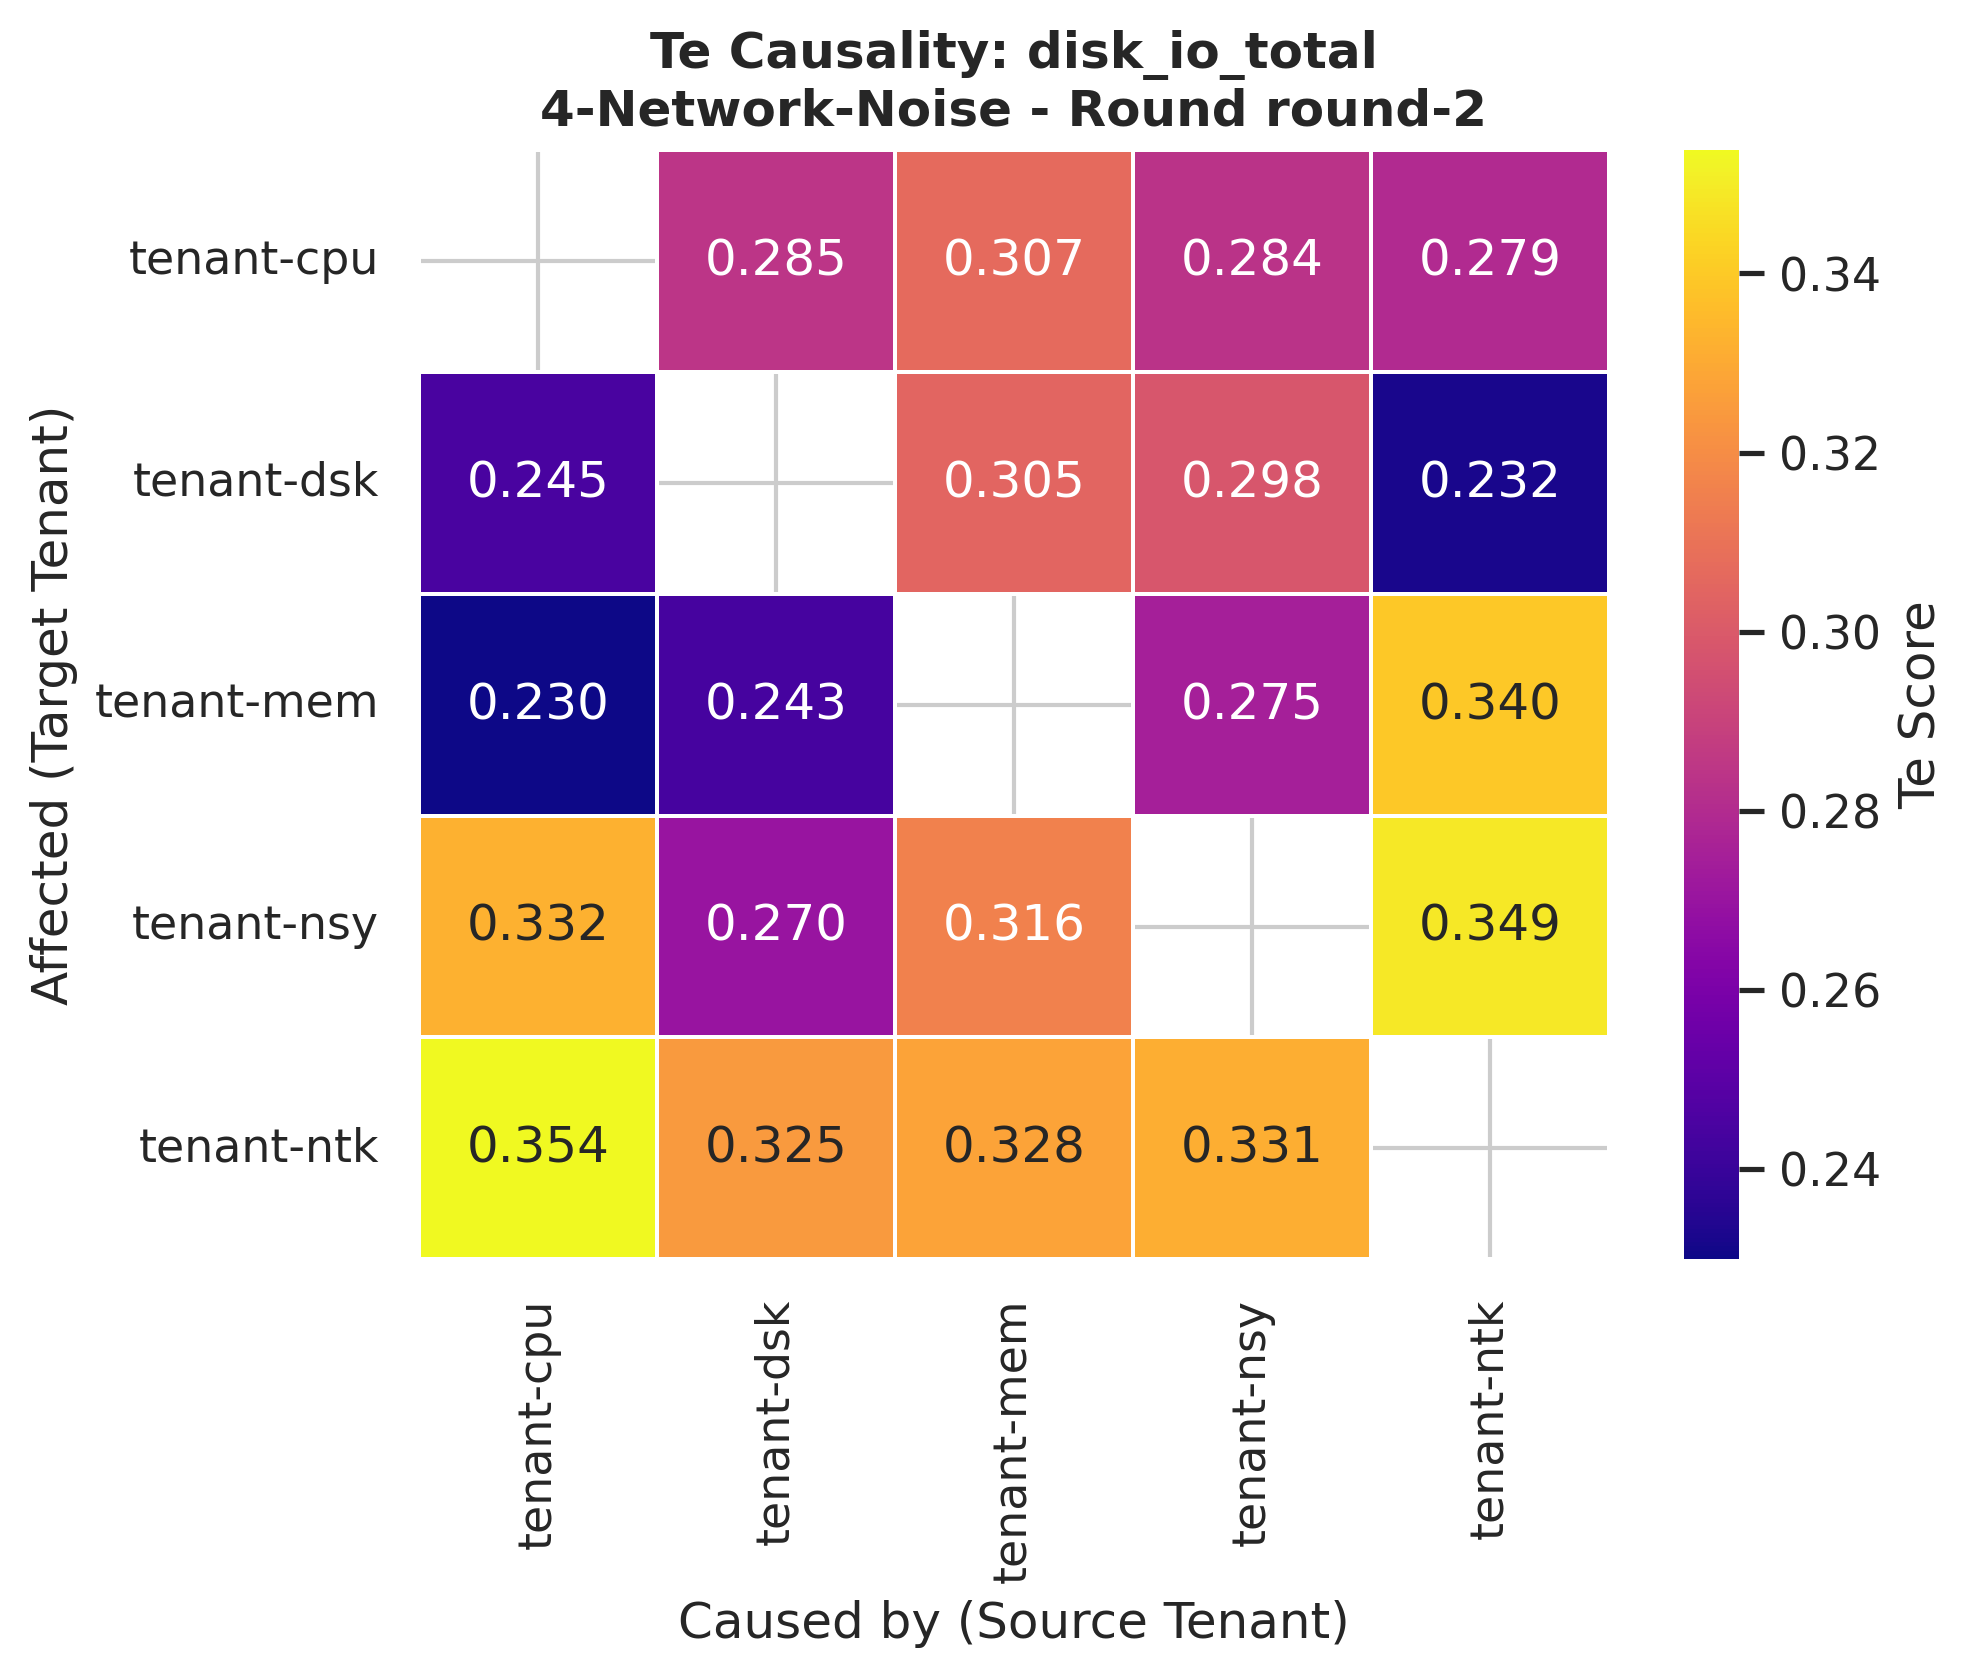 Te Causality: disk_io_total
4-Network-Noise - Round round-2
tenant-cpu 0.285 0.307 0.284 0.279
tenant-dsk 0.245 0.305 0.298 0.232
tenant-mem 0.230 0.243 0.275 0.340
tenant-nsy 0.332 0.270 0.316 0.349
tenant-ntk 0.354 0.325 0.328 0.331
Affected (Target Tenant)
tenant-cpu
tenant-dsk
tenant-mem
tenant-nsy
tenant-ntk
Caused by (Source Tenant)
0.34
0.32
0.30
0.28
0.26
0.24
Te Score